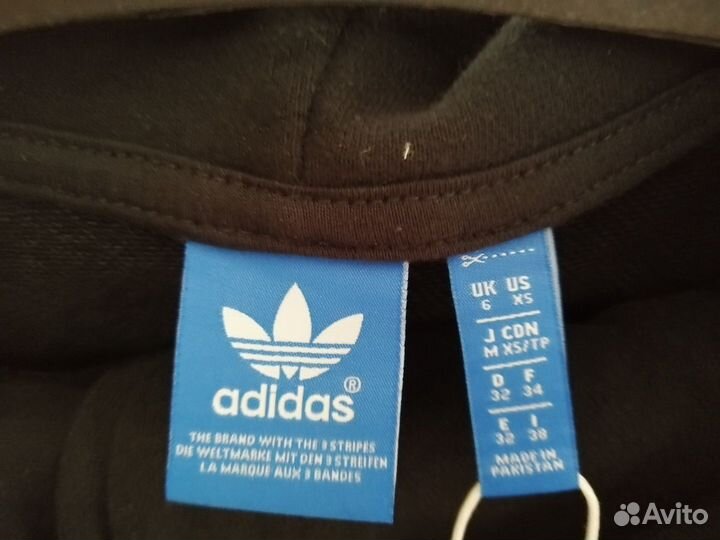 adidas ®
THE BRAND WITH THE 3 STRIPES
DIE WELTMARKE MIT DEN 3 STREIFEN
LA MARQUE AUX 3 BANDES
UK US
6 XS
J CDN
M XS/TP
D F
32 34
E I
32 38
MADE IN
PAKISTAN
Avito